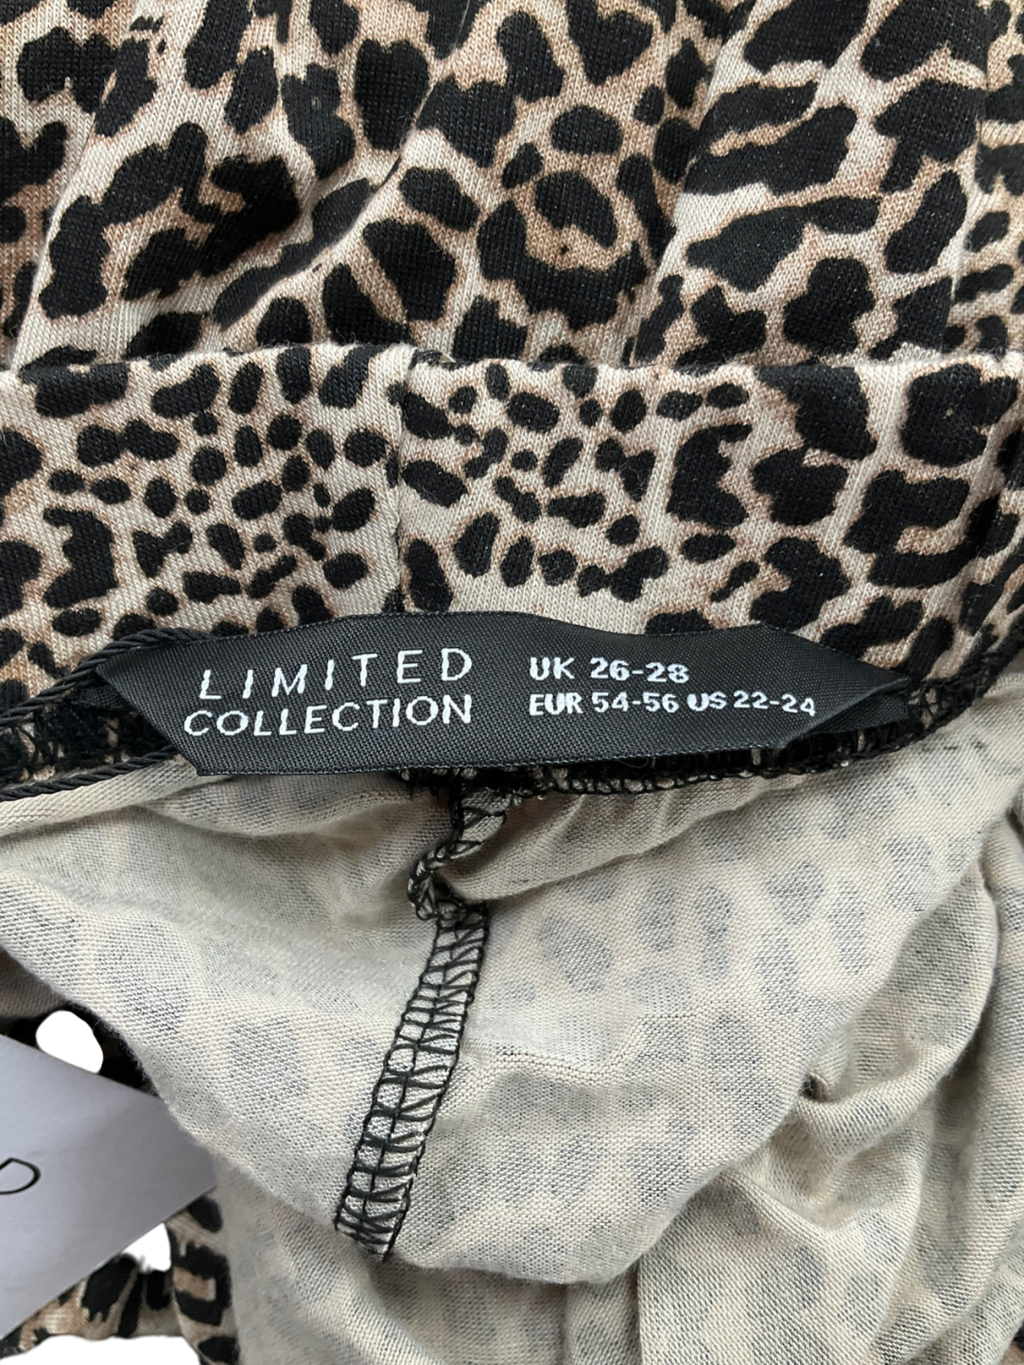 LIMITED
COLLECTION
UK 26-28
EUR 54-56 US 22-24